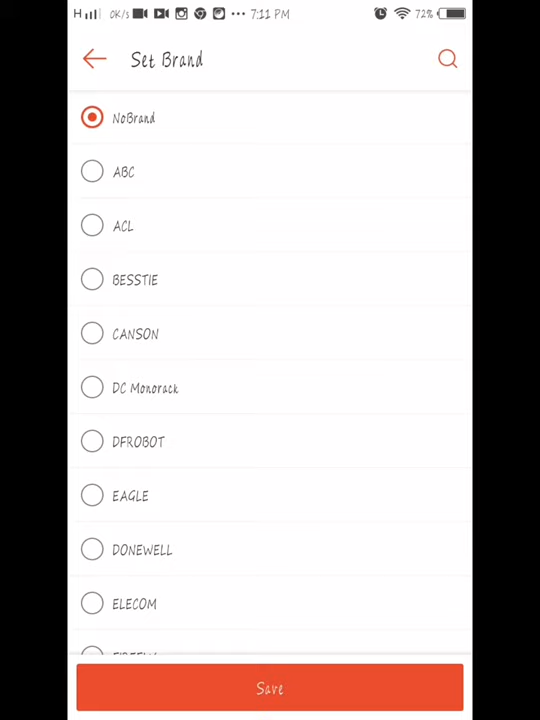 H 0K/s ... 7:11 PM 72%
Set Brand
NoBrand
ABC
ACL
BESSTIE
CANSON
DC Monorack
DFROBOT
EAGLE
DONEWELL
ELECOM
Save